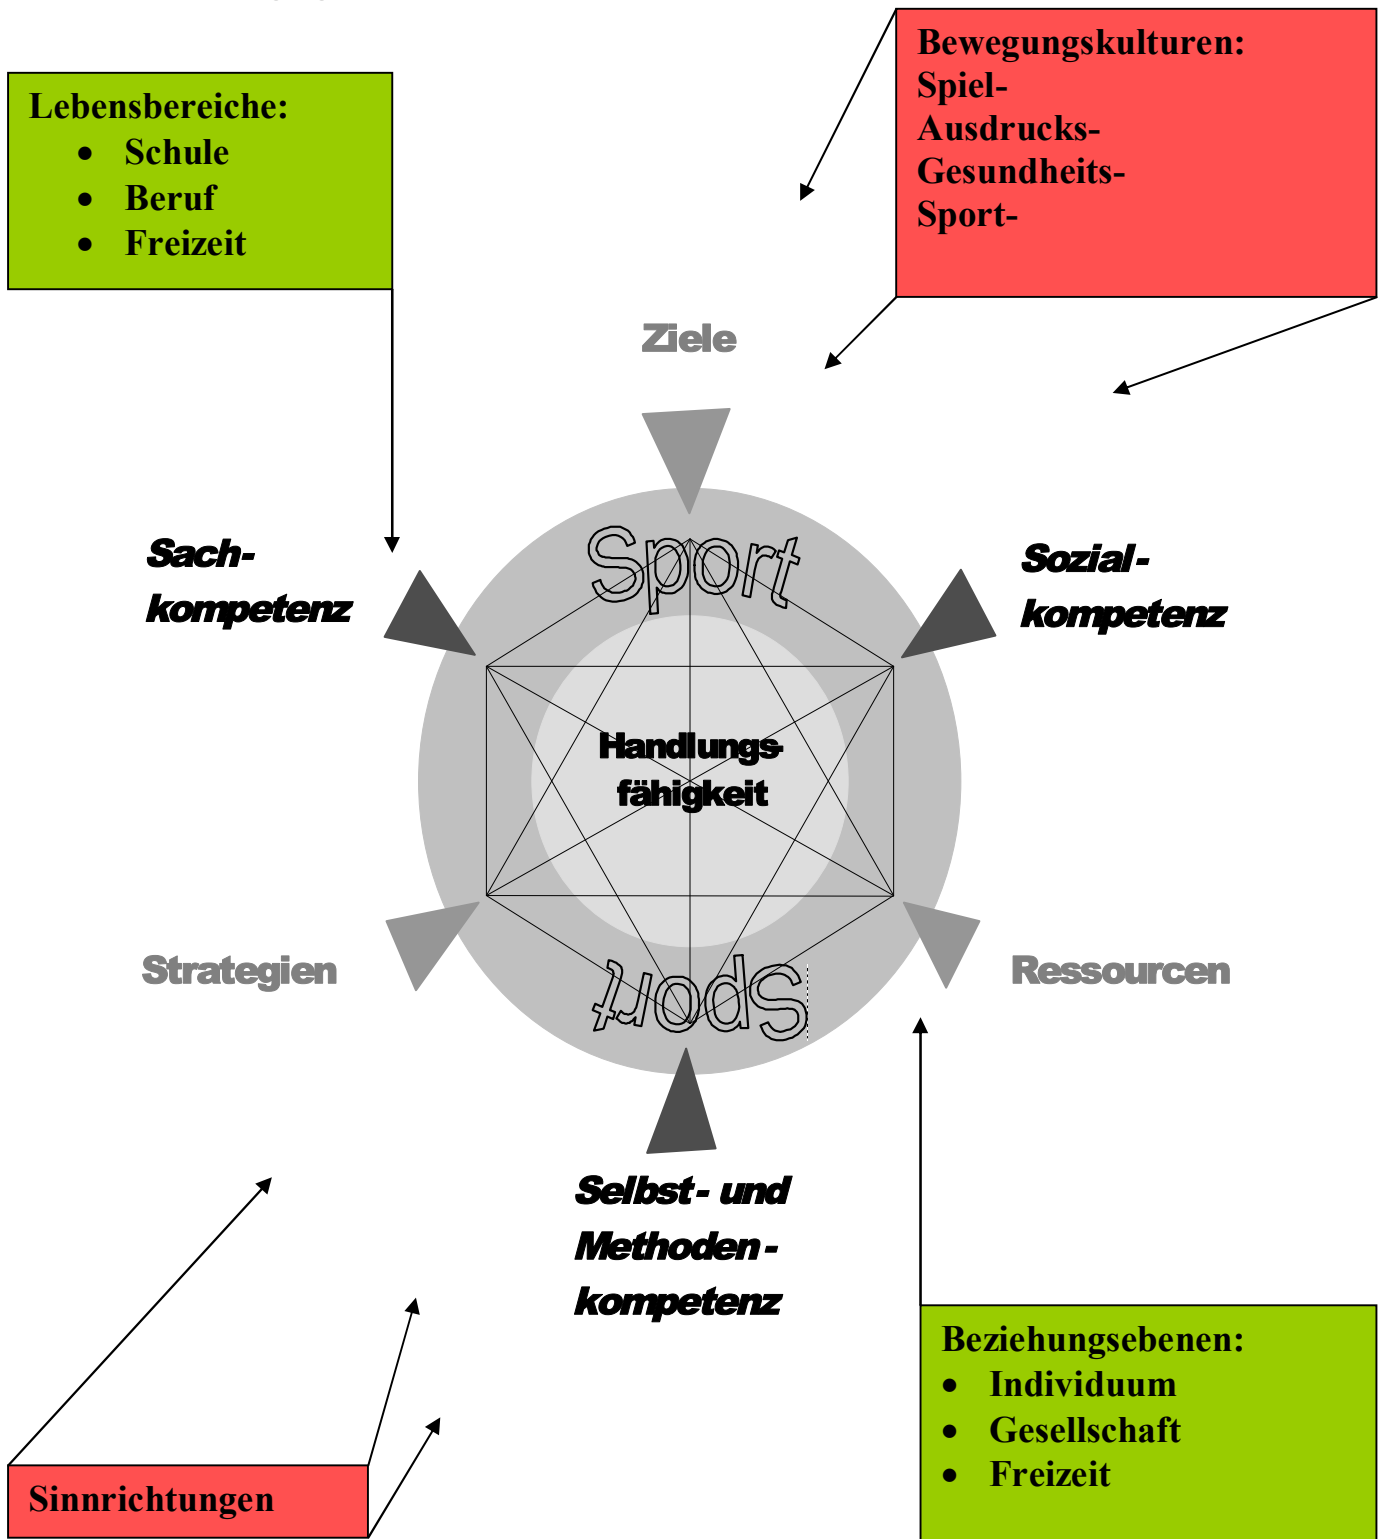 Bewegungskulturen:
Spiel-
Ausdrucks-
Gesundheits-
Sport-
Lebensbereiche:
• Schule
• Beruf
• Freizeit
Ziele
Sach-
kompetenz
Sozial-
kompetenz
Sport
Handlungs-
fähigkeit
Strategien
Ressourcen
Sport
Selbst- und
Methoden-
kompetenz
Beziehungsebenen:
• Individuum
• Gesellschaft
• Freizeit
Sinnrichtungen